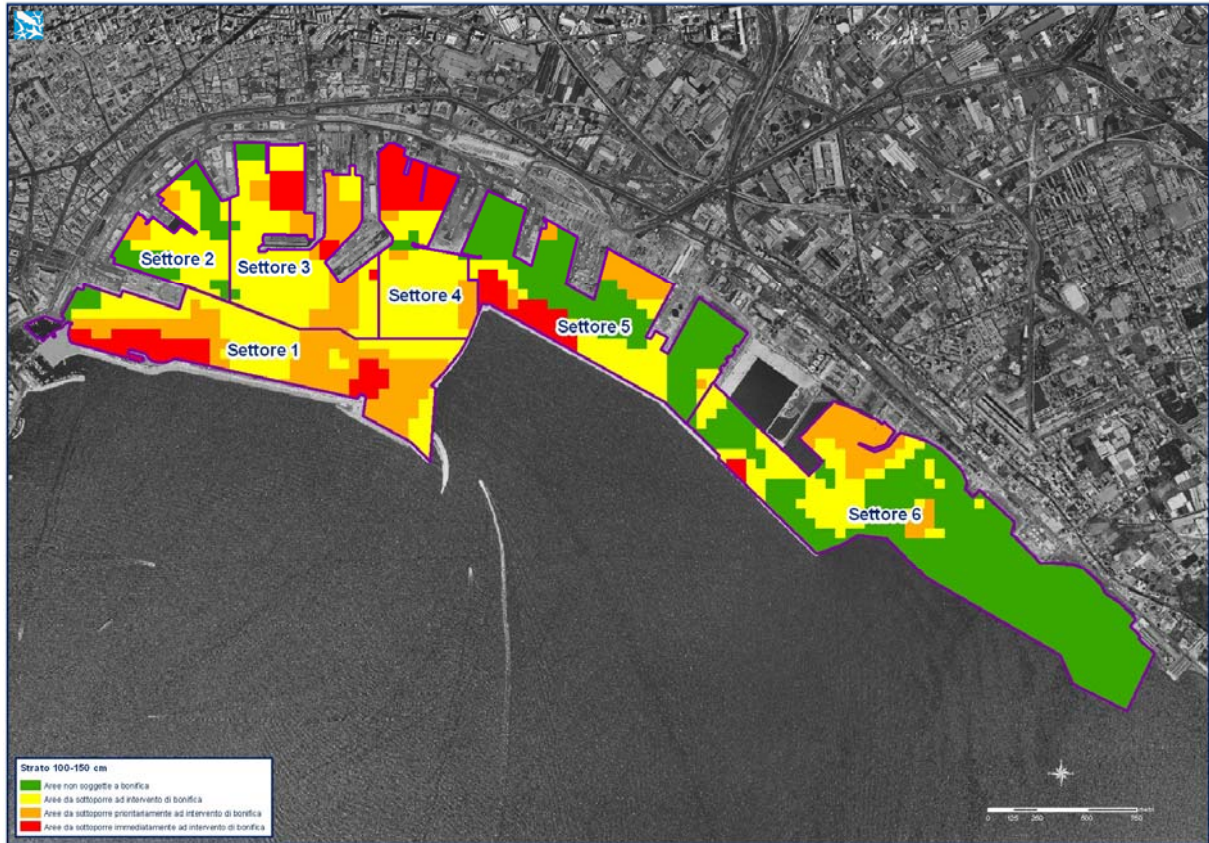 Settore 2
Settore 3
Settore 4
Settore 1
Settore 5
Settore 6
Strato 100-150 cm
Aree non soggette a bonifica
Aree da sottoporre ad intervento di bonifica
Aree da sottoporre prioritariamente ad intervento di bonifica
Aree da sottoporre immediatamente ad intervento di bonifica
0 125 250 500 750